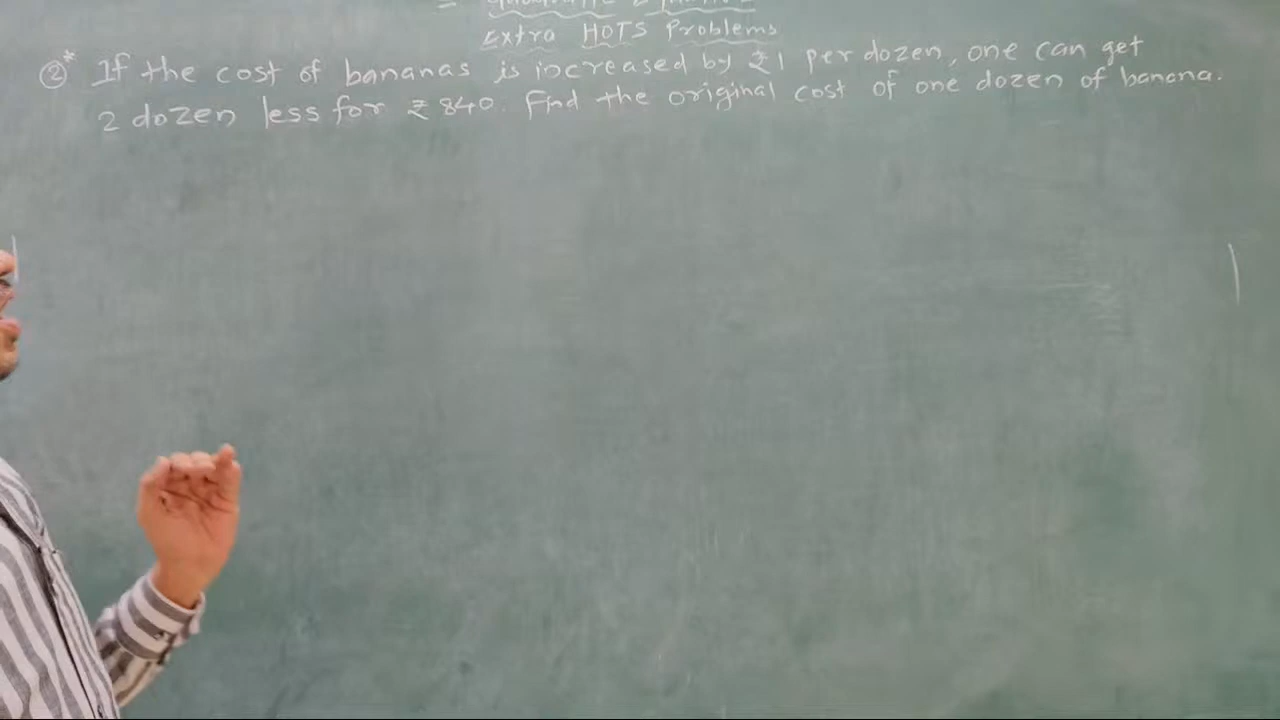 Extra HOTS Problems
②* If the cost of bananas is increased by ₹1 per dozen, one can get
2 dozen less for ₹840. Find the original cost of one dozen of banana.